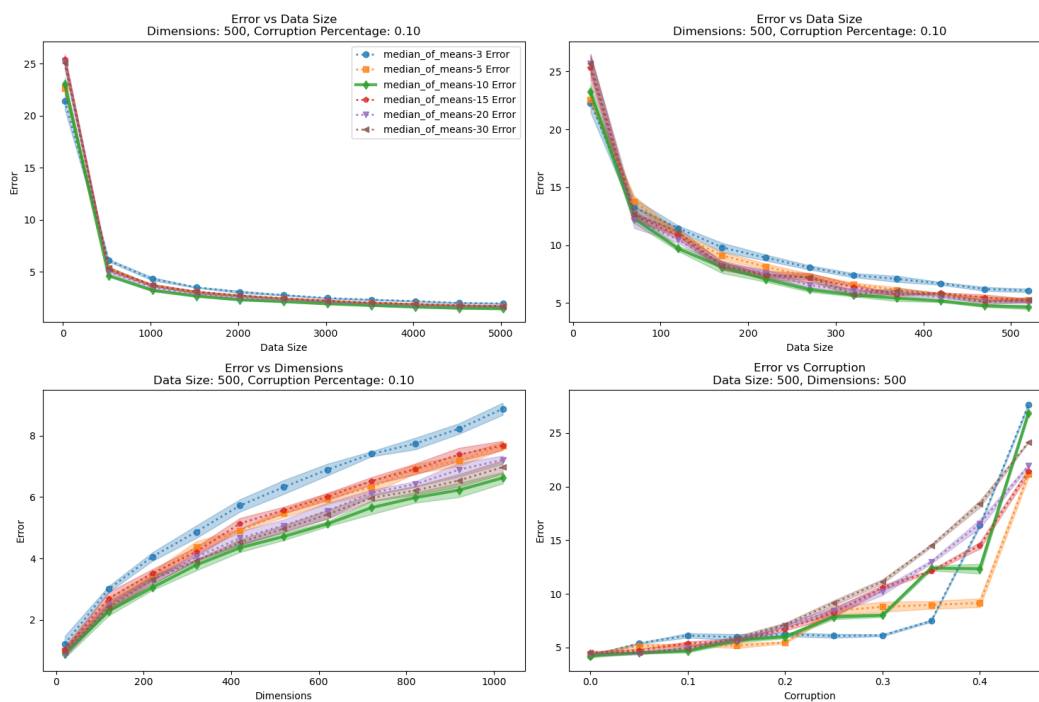 Error vs Data Size
Dimensions: 500, Corruption Percentage: 0.10
median_of_means-3 Error
median_of_means-5 Error
median_of_means-10 Error
median_of_means-15 Error
median_of_means-20 Error
median_of_means-30 Error
25
20
15
10
5
Error
0
1000
2000
3000
4000
5000
Data Size
Error vs Data Size
Dimensions: 500, Corruption Percentage: 0.10
25
20
15
10
5
Error
0
100
200
300
400
500
Data Size
Error vs Dimensions
Data Size: 500, Corruption Percentage: 0.10
8
6
4
2
Error
0
200
400
600
800
1000
Dimensions
Error vs Corruption
Data Size: 500, Dimensions: 500
25
20
15
10
5
Error
0.0
0.1
0.2
0.3
0.4
Corruption